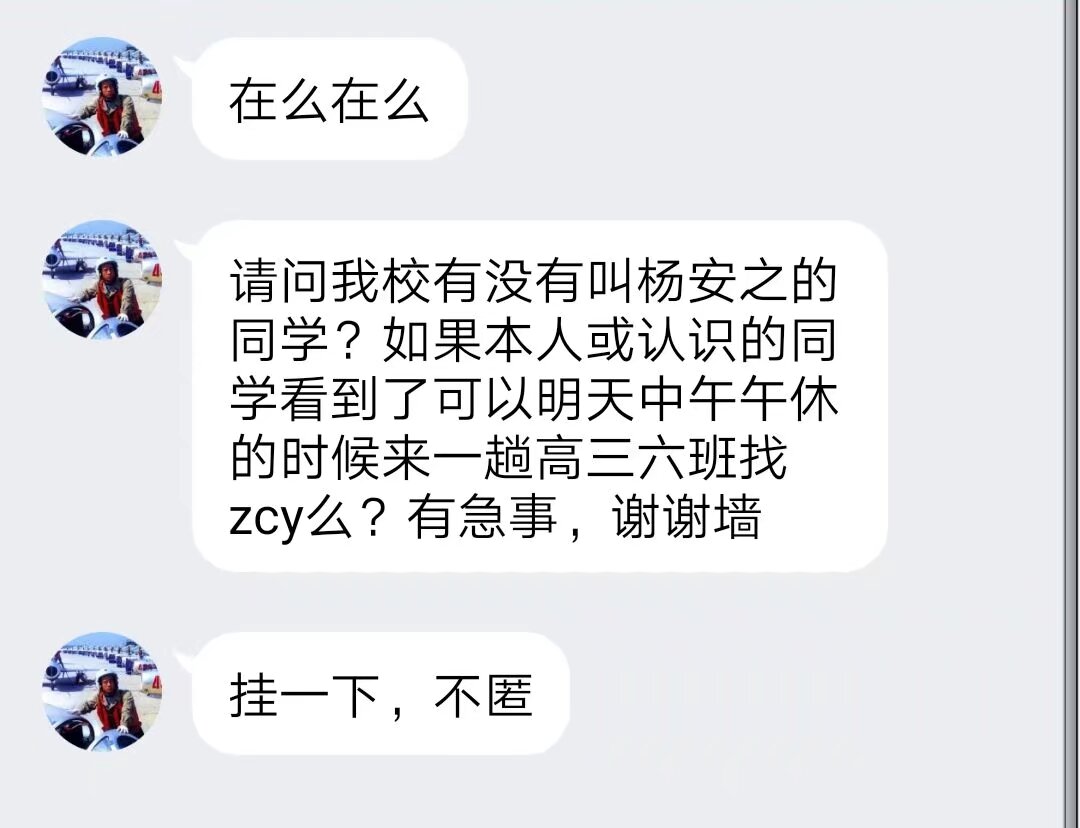 在么在么
请问我校有没有叫杨安之的
同学？如果本人或认识的同
学看到了可以明天中午午休
的时候来一趟高三六班找
zcy么？有急事，谢谢墙
挂一下，不匿